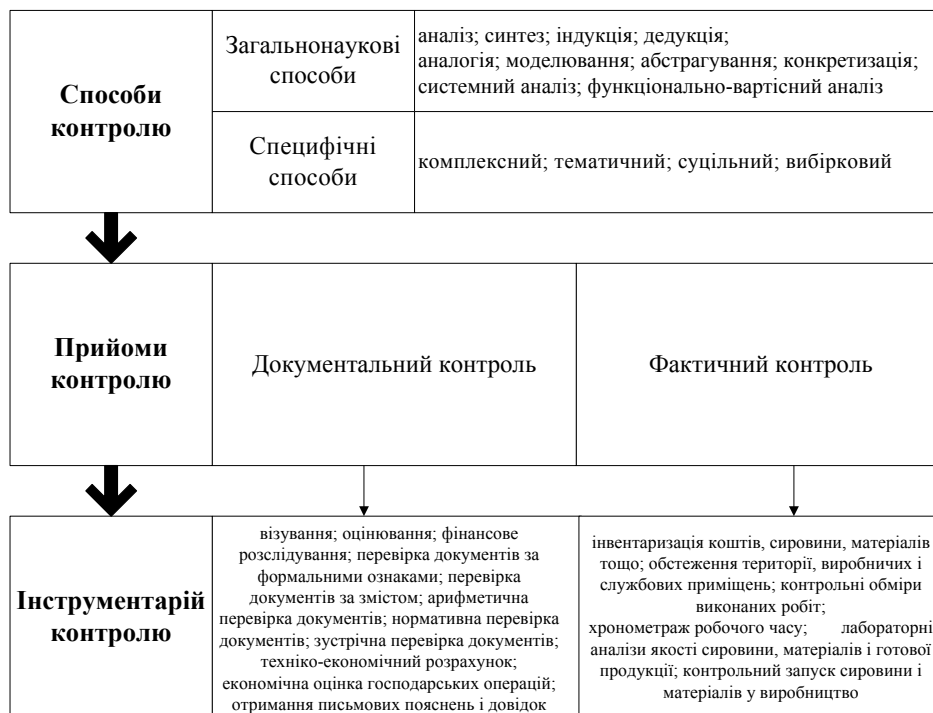 Способи
контролю
Загальнонаукові
способи
аналіз; синтез; індукція; дедукція;
аналогія; моделювання; абстрагування; конкретизація;
системний аналіз; функціонально-вартісний аналіз
Специфічні
способи
комплексний; тематичний; суцільний; вибірковий
Прийоми
контролю
Документальний контроль
Фактичний контроль
Інструментарій
контролю
візування; оцінювання; фінансове
розслідування; перевірка документів за
формальними ознаками; перевірка
документів за змістом; арифметична
перевірка документів; нормативна перевірка
документів; зустрічна перевірка документів;
техніко-економічний розрахунок;
економічна оцінка господарських операцій;
отримання письмових пояснень і довідок
інвентаризація коштів, сировини, матеріалів
тощо; обстеження території, виробничих і
службових приміщень; контрольні обміри
виконаних робіт;
хронометраж робочого часу; лабораторні
аналізи якості сировини, матеріалів і готової
продукції; контрольний запуск сировини і
матеріалів у виробництво